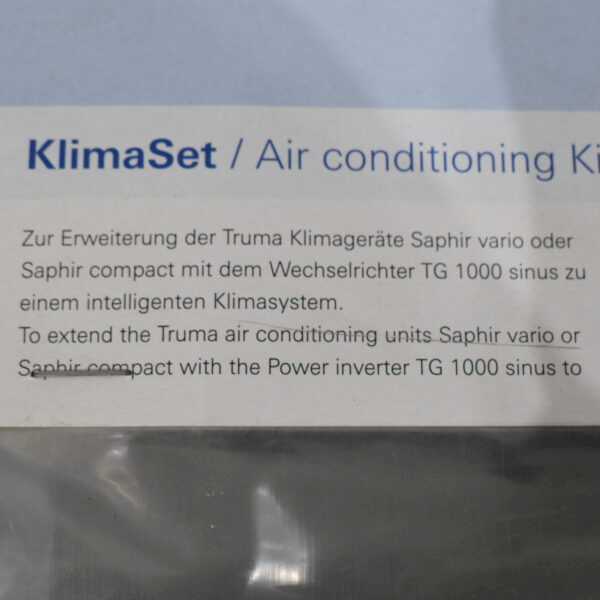 KlimaSet / Air conditioning Ki
Zur Erweiterung der Truma Klimageräte Saphir vario oder
Saphir compact mit dem Wechselrichter TG 1000 sinus zu
einem intelligenten Klimasystem.
To extend the Truma air conditioning units Saphir vario or
Saphir compact with the Power inverter TG 1000 sinus to